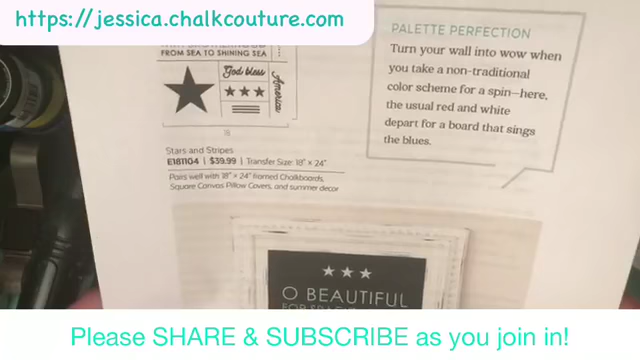 https://jessica.chalkcouture.com
FROM SEA TO SHINING SEA
God bless
America
18
Stars and Stripes
E181104 | $39.99 | Transfer Size: 18" x 24"
Pairs well with 18" x 24" framed Chalkboards,
Square Canvas Pillow Covers, and summer decor
PALETTE PERFECTION
Turn your wall into wow when
you take a non-traditional
color scheme for a spin—here,
the usual red and white
depart for a board that sings
the blues.
O BEAUTIFUL
Please SHARE & SUBSCRIBE as you join in!